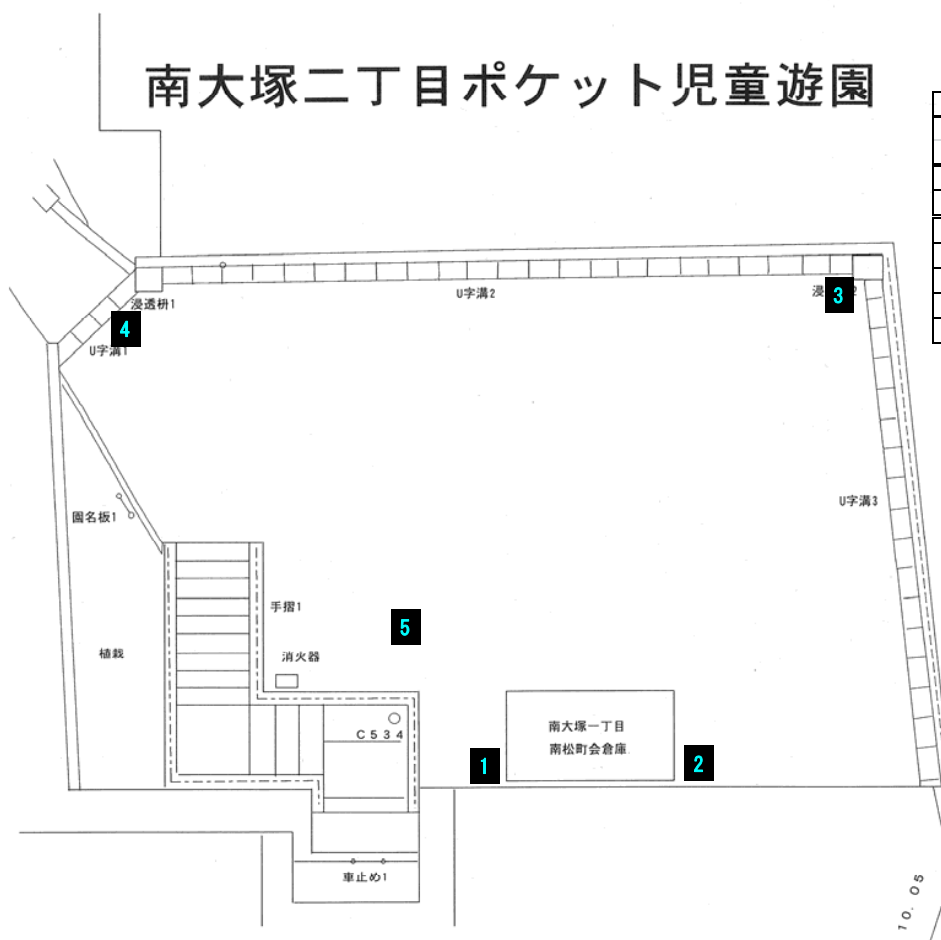 南大塚二丁目ポケット児童遊園
浸透枡1
U字溝2
浸
2
3
4
U字溝1
U字溝3
園名板1
手摺1
5
植栽
消火器
南大塚一丁目
南松町会倉庫
C534
1
2
車止め1
10.05